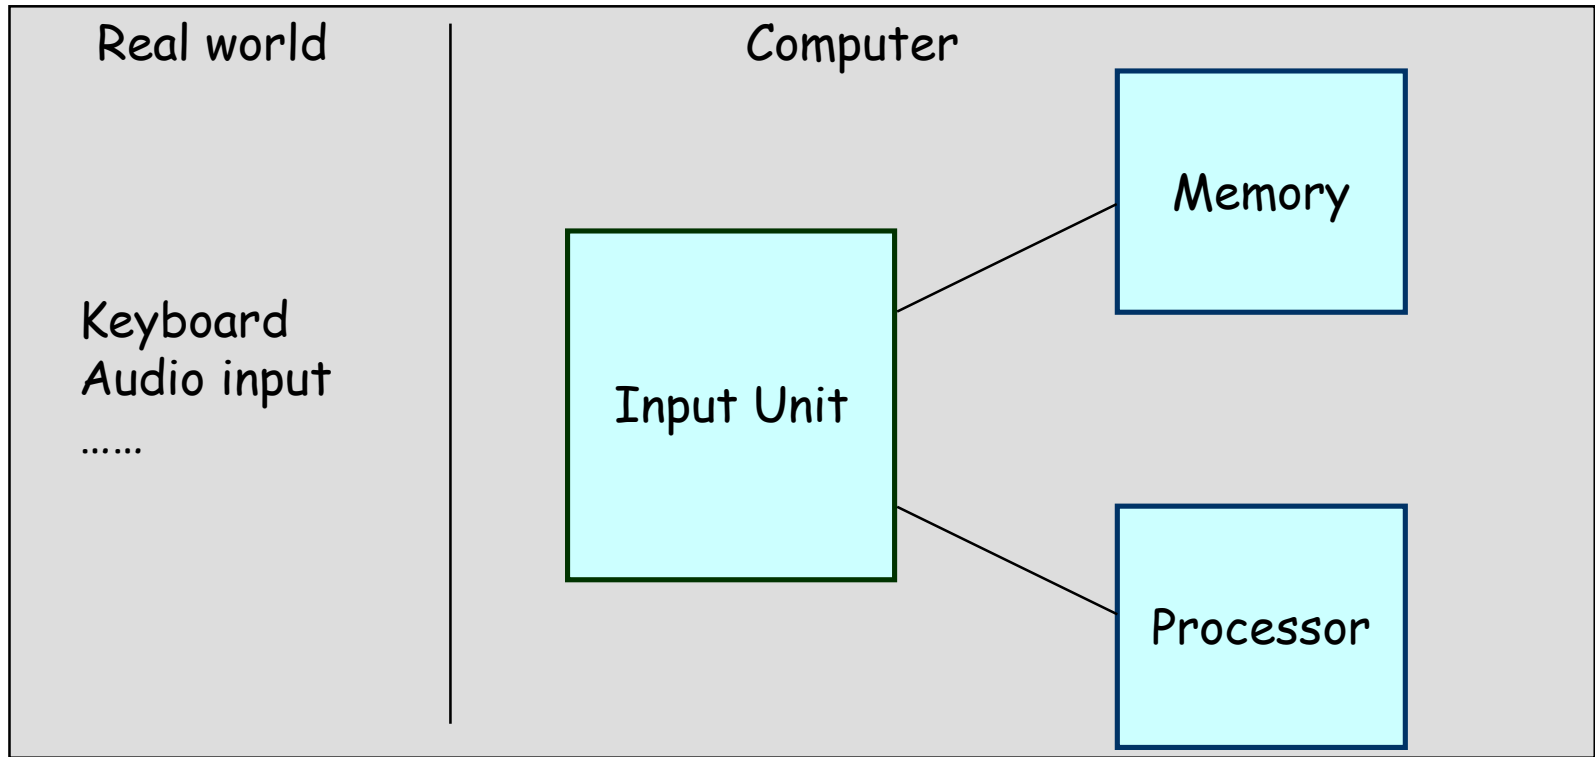 Real world
Computer
Memory
Keyboard
Audio input
......
Input Unit
Processor